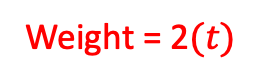 Weight = 2(t)